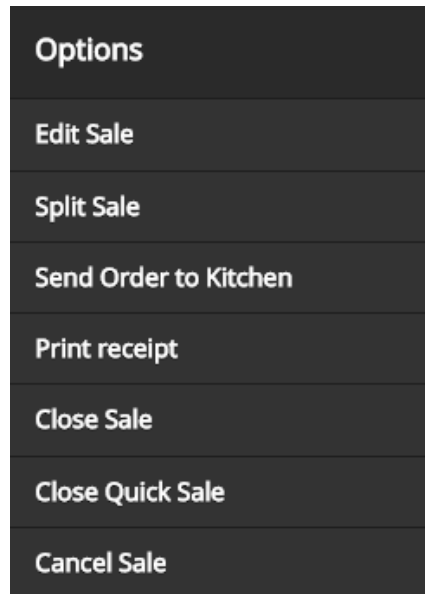 Options
Edit Sale
Split Sale
Send Order to Kitchen
Print receipt
Close Sale
Close Quick Sale
Cancel Sale